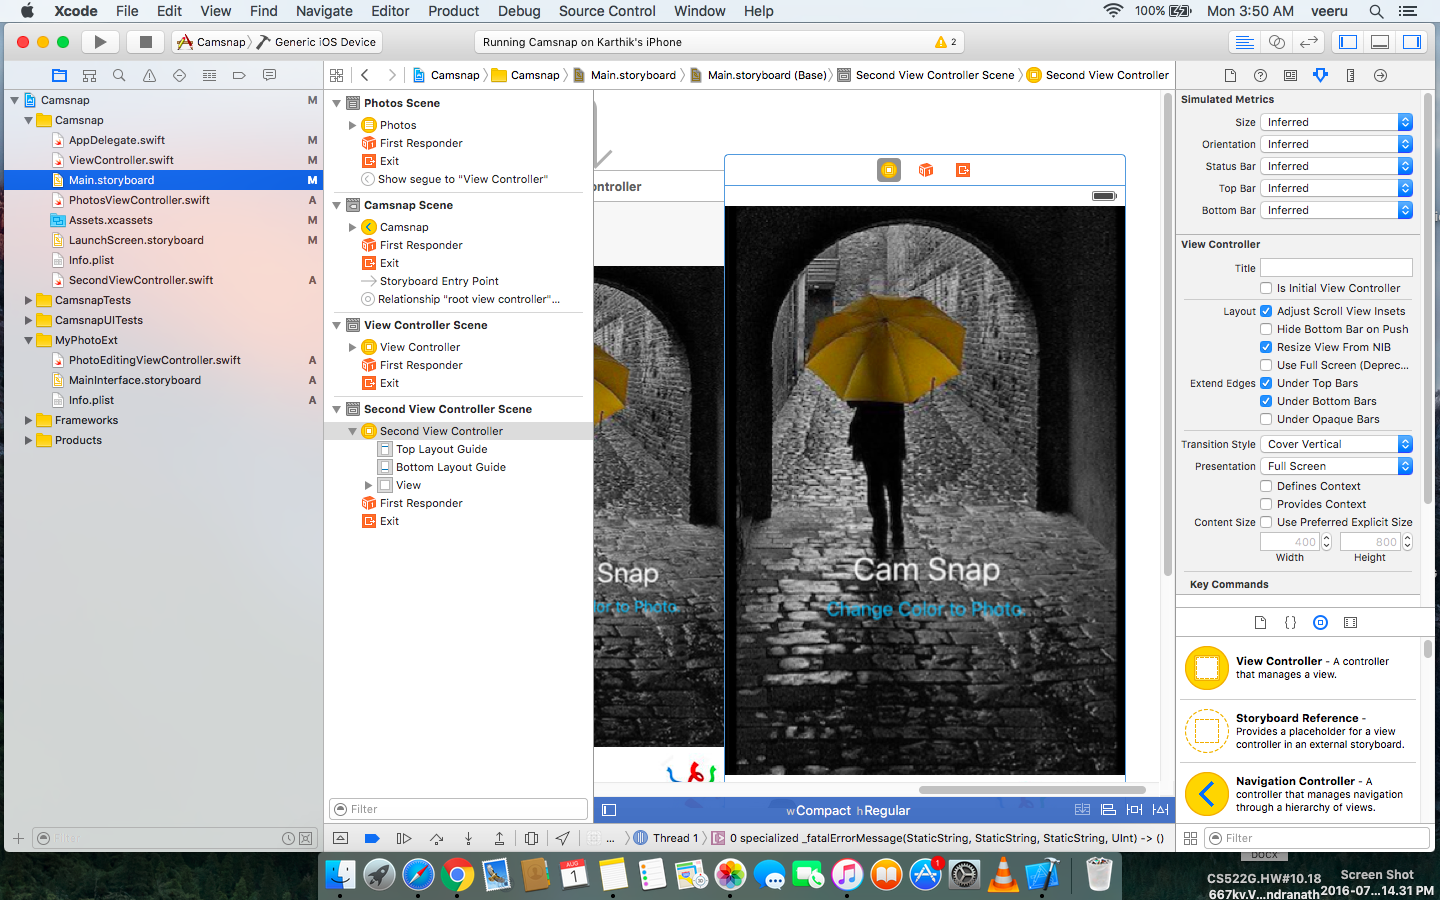 Xcode File Edit View Find Navigate Editor Product Debug Source Control Window Help 100% Mon 3:50 AM veeru
Camsnap Generic iOS Device
Running Camsnap on Karthik's iPhone 2
Camsnap Camsnap Main.storyboard Main.storyboard (Base) Second View Controller Scene Second View Controller
Camsnap M
Camsnap
AppDelegate.swift M
ViewController.swift M
Main.storyboard M
PhotosViewController.swift A
Assets.xcassets M
LaunchScreen.storyboard M
Info.plist
SecondViewController.swift A
CamsnapTests
CamsnapUITests
MyPhotoExt
PhotoEditingViewController.swift A
MainInterface.storyboard A
Info.plist A
Frameworks
Products
Filter
Photos Scene
Photos
First Responder
Exit
Show segue to "View Controller"
Camsnap Scene
Camsnap
First Responder
Exit
Storyboard Entry Point
Relationship "root view controller"...
View Controller Scene
View Controller
First Responder
Exit
Second View Controller Scene
Second View Controller
Top Layout Guide
Bottom Layout Guide
View
First Responder
Exit
Filter
ontroller
Snap
lor to Photo
Cam Snap
Change Color to Photo
wCompact hRegular
... Thread 1 0 specialized _fatalErrorMessage(StaticString, StaticString, StaticString, UInt) -> ()
Simulated Metrics
Size Inferred
Orientation Inferred
Status Bar Inferred
Top Bar Inferred
Bottom Bar Inferred
View Controller
Title
Is Initial View Controller
Layout Adjust Scroll View Insets
Hide Bottom Bar on Push
Resize View From NIB
Use Full Screen (Deprec...
Extend Edges Under Top Bars
Under Bottom Bars
Under Opaque Bars
Transition Style Cover Vertical
Presentation Full Screen
Defines Context
Provides Context
Content Size Use Preferred Explicit Size
400 800
Width Height
Key Commands
View Controller - A controller
that manages a view.
Storyboard Reference -
Provides a placeholder for a view
controller in an external storyboard.
Navigation Controller - A
controller that manages navigation
through a hierarchy of views.
Filter
AUG
1
1
DOCX
CS522G.HW#10.18
667kv.V...ndranath
Screen Shot
2016-07...14.31 PM